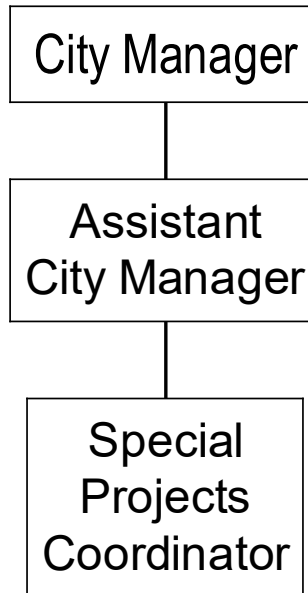 City Manager
Assistant
City Manager
Special
Projects
Coordinator